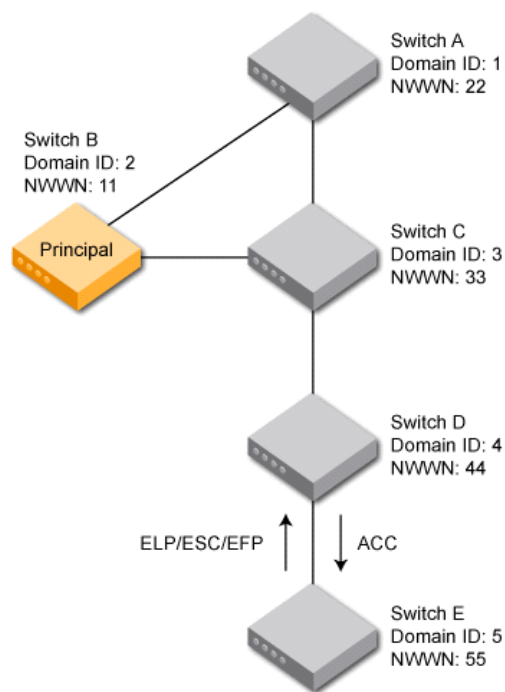 Switch A
Domain ID: 1
NWWN: 22
Switch B
Domain ID: 2
NWWN: 11
Principal
Switch C
Domain ID: 3
NWWN: 33
Switch D
Domain ID: 4
NWWN: 44
ELP/ESC/EFP
ACC
Switch E
Domain ID: 5
NWWN: 55